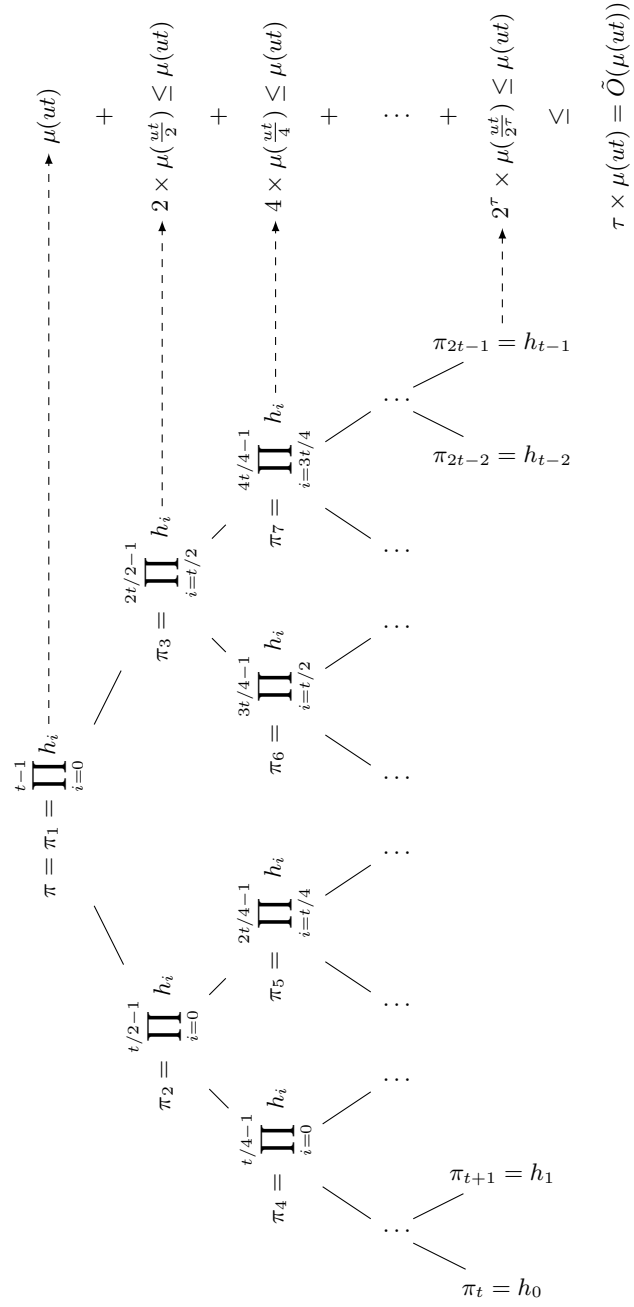 π = π_1 = ∏_{i=0}^{t−1} h_i ⇢ μ(ut)
+
π_2 = ∏_{i=0}^{t/2−1} h_i π_3 = ∏_{i=t/2}^{2t/2−1} h_i ⇢ 2 × μ(\frac{ut}{2}) ≤ μ(ut)
+
π_4 = ∏_{i=0}^{t/4−1} h_i π_5 = ∏_{i=t/4}^{2t/4−1} h_i π_6 = ∏_{i=t/2}^{3t/4−1} h_i π_7 = ∏_{i=3t/4}^{4t/4−1} h_i ⇢ 4 × μ(\frac{ut}{4}) ≤ μ(ut)
+
… … … … … … … … ⋯
+
π_t = h_0 π_{t+1} = h_1 π_{2t−2} = h_{t−2} π_{2t−1} = h_{t−1} ⇢ 2^τ × μ(\frac{ut}{2^τ}) ≤ μ(ut)
≤
τ × μ(ut) = Õ(μ(ut))